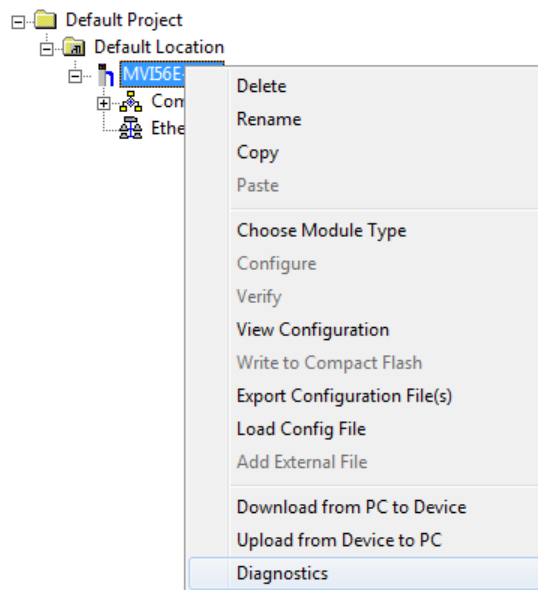 Default Project
Default Location
MVI56E-
Delete
Rename
Copy
Paste
Choose Module Type
Configure
Verify
View Configuration
Write to Compact Flash
Export Configuration File(s)
Load Config File
Add External File
Download from PC to Device
Upload from Device to PC
Diagnostics